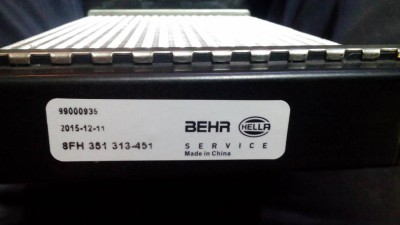 99000935
2015-12-11
8FH 351 313-451
BEHR HELLA
SERVICE
Made in China